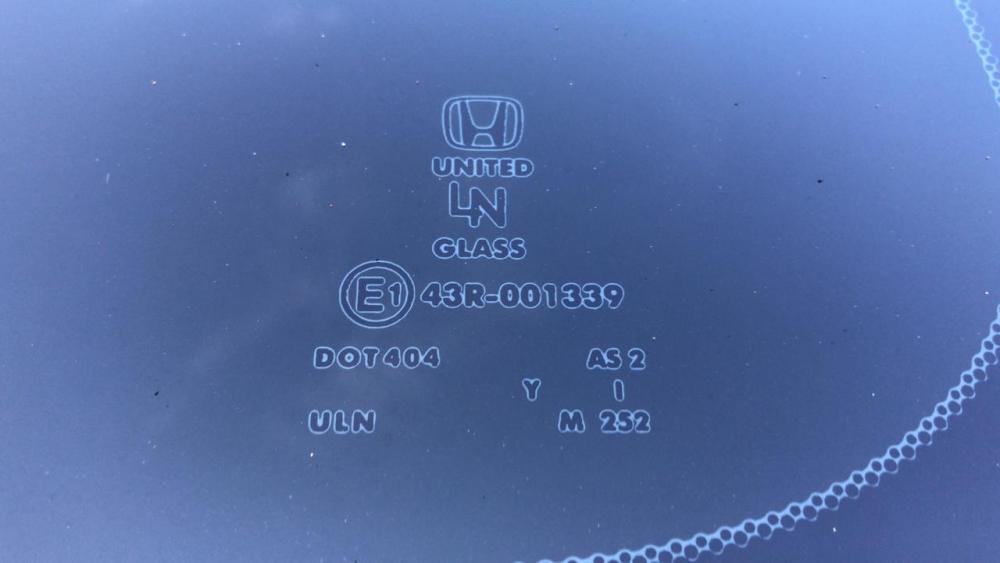 UNITED
LN
GLASS
E1 43R-001339
DOT404 AS 2
Y I
ULN M 252